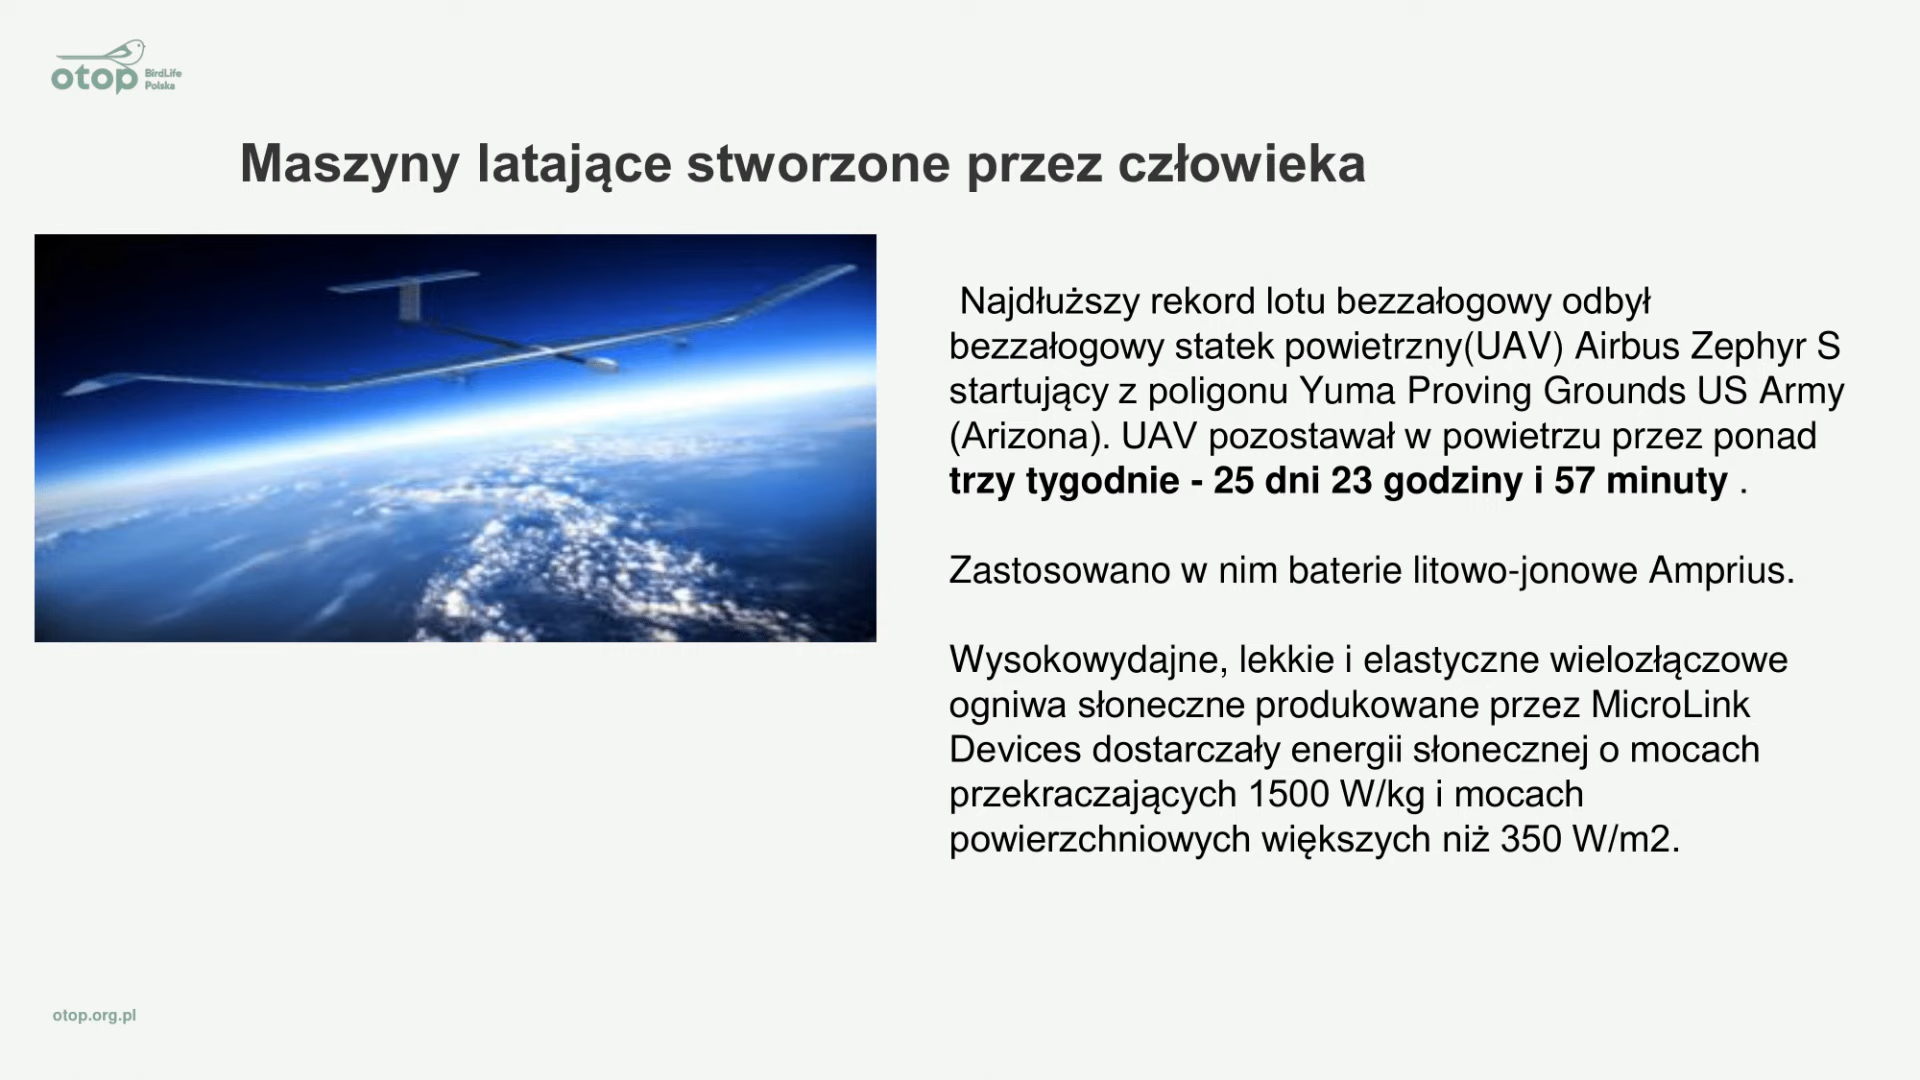 otop BirdLife
Polska
Maszyny latające stworzone przez człowieka
Najdłuższy rekord lotu bezzałogowy odbył
bezzałogowy statek powietrzny(UAV) Airbus Zephyr S
startujący z poligonu Yuma Proving Grounds US Army
(Arizona). UAV pozostawał w powietrzu przez ponad
trzy tygodnie - 25 dni 23 godziny i 57 minuty .
Zastosowano w nim baterie litowo-jonowe Amprius.
Wysokowydajne, lekkie i elastyczne wielozłączowe
ogniwa słoneczne produkowane przez MicroLink
Devices dostarczały energii słonecznej o mocach
przekraczających 1500 W/kg i mocach
powierzchniowych większych niż 350 W/m2.
otop.org.pl